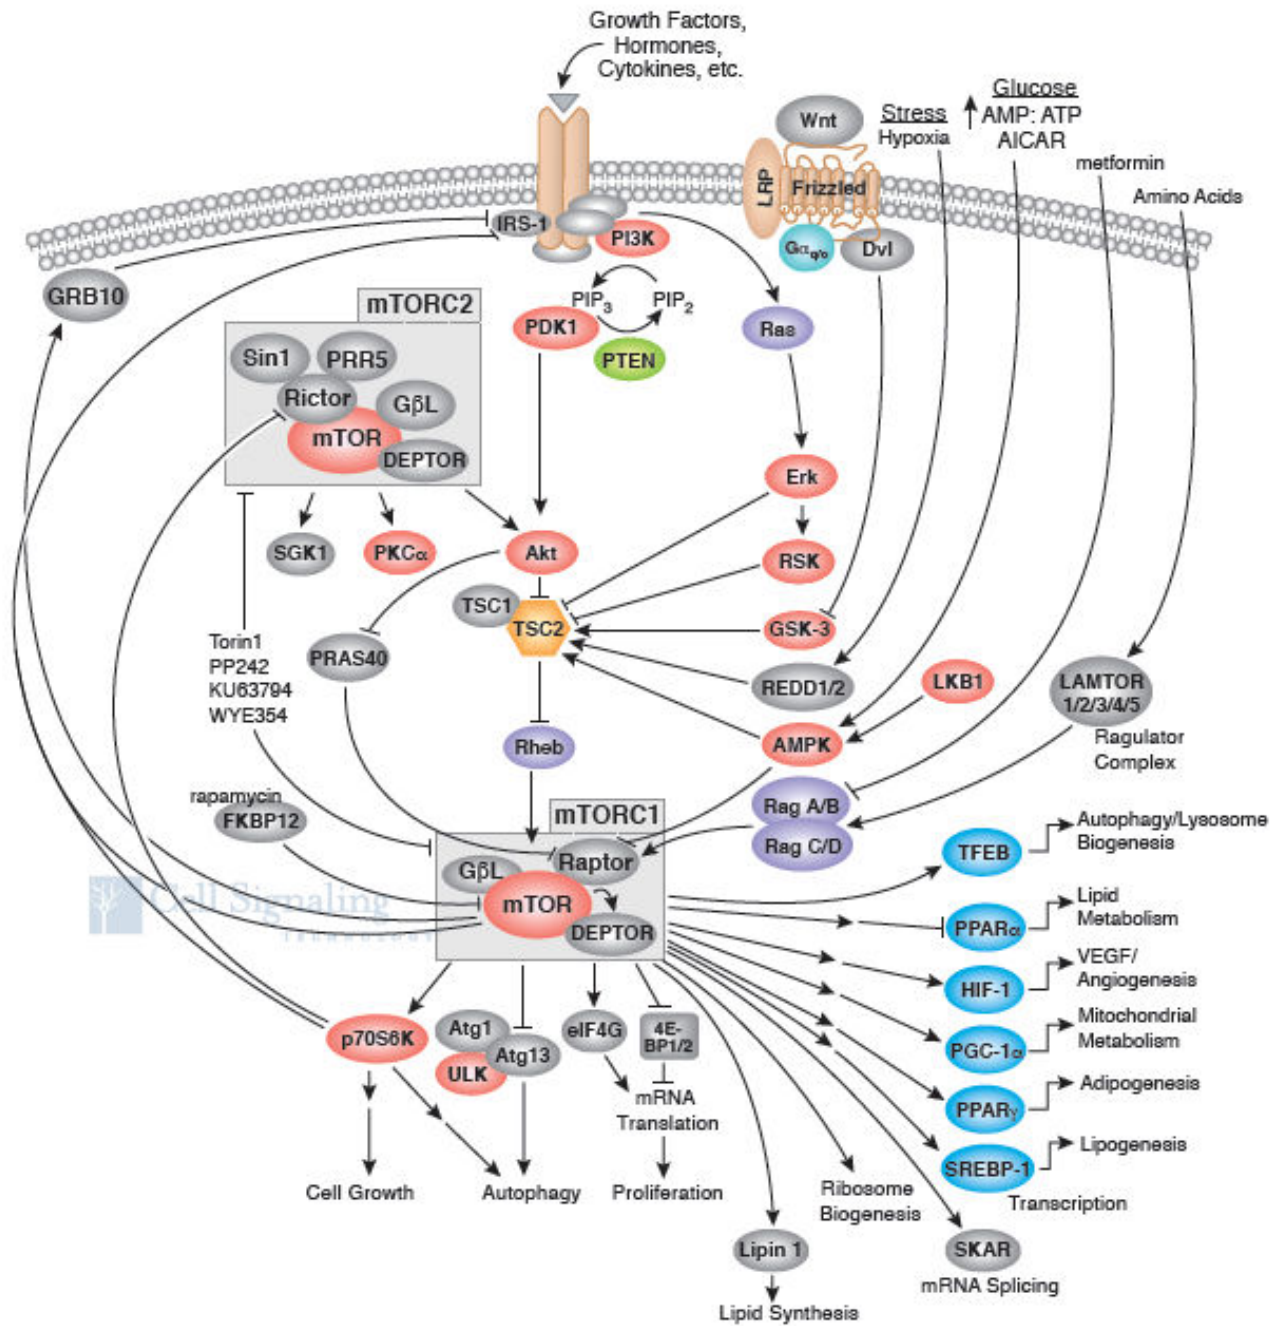 Growth Factors,
Hormones,
Cytokines, etc.
Wnt
Stress
Hypoxia
Glucose
AMP: ATP
AICAR
metformin
Amino Acids
LRP
Frizzled
Gαq/o
Dvl
IRS-1
PI3K
GRB10
mTORC2
PIP3
PIP2
PDK1
PTEN
Ras
Sin1
PRR5
Rictor
GβL
mTOR
DEPTOR
Erk
SGK1
PKCα
Akt
RSK
TSC1
TSC2
GSK-3
Torin1
PP242
KU63794
WYE354
PRAS40
REDD1/2
LKB1
LAMTOR
1/2/3/4/5
Ragulator
Complex
Rheb
AMPK
rapamycin
FKBP12
mTORC1
Rag A/B
Rag C/D
GβL
Raptor
mTOR
DEPTOR
Cell Signaling
TECHNOLOGY
TFEB
Autophagy/Lysosome
Biogenesis
PPARα
Lipid
Metabolism
HIF-1
VEGF/
Angiogenesis
PGC-1α
Mitochondrial
Metabolism
PPARγ
Adipogenesis
SREBP-1
Lipogenesis
Transcription
p70S6K
Atg1
Atg13
ULK
eIF4G
4E-
BP1/2
mRNA
Translation
Cell Growth
Autophagy
Proliferation
Ribosome
Biogenesis
Lipin 1
Lipid Synthesis
SKAR
mRNA Splicing